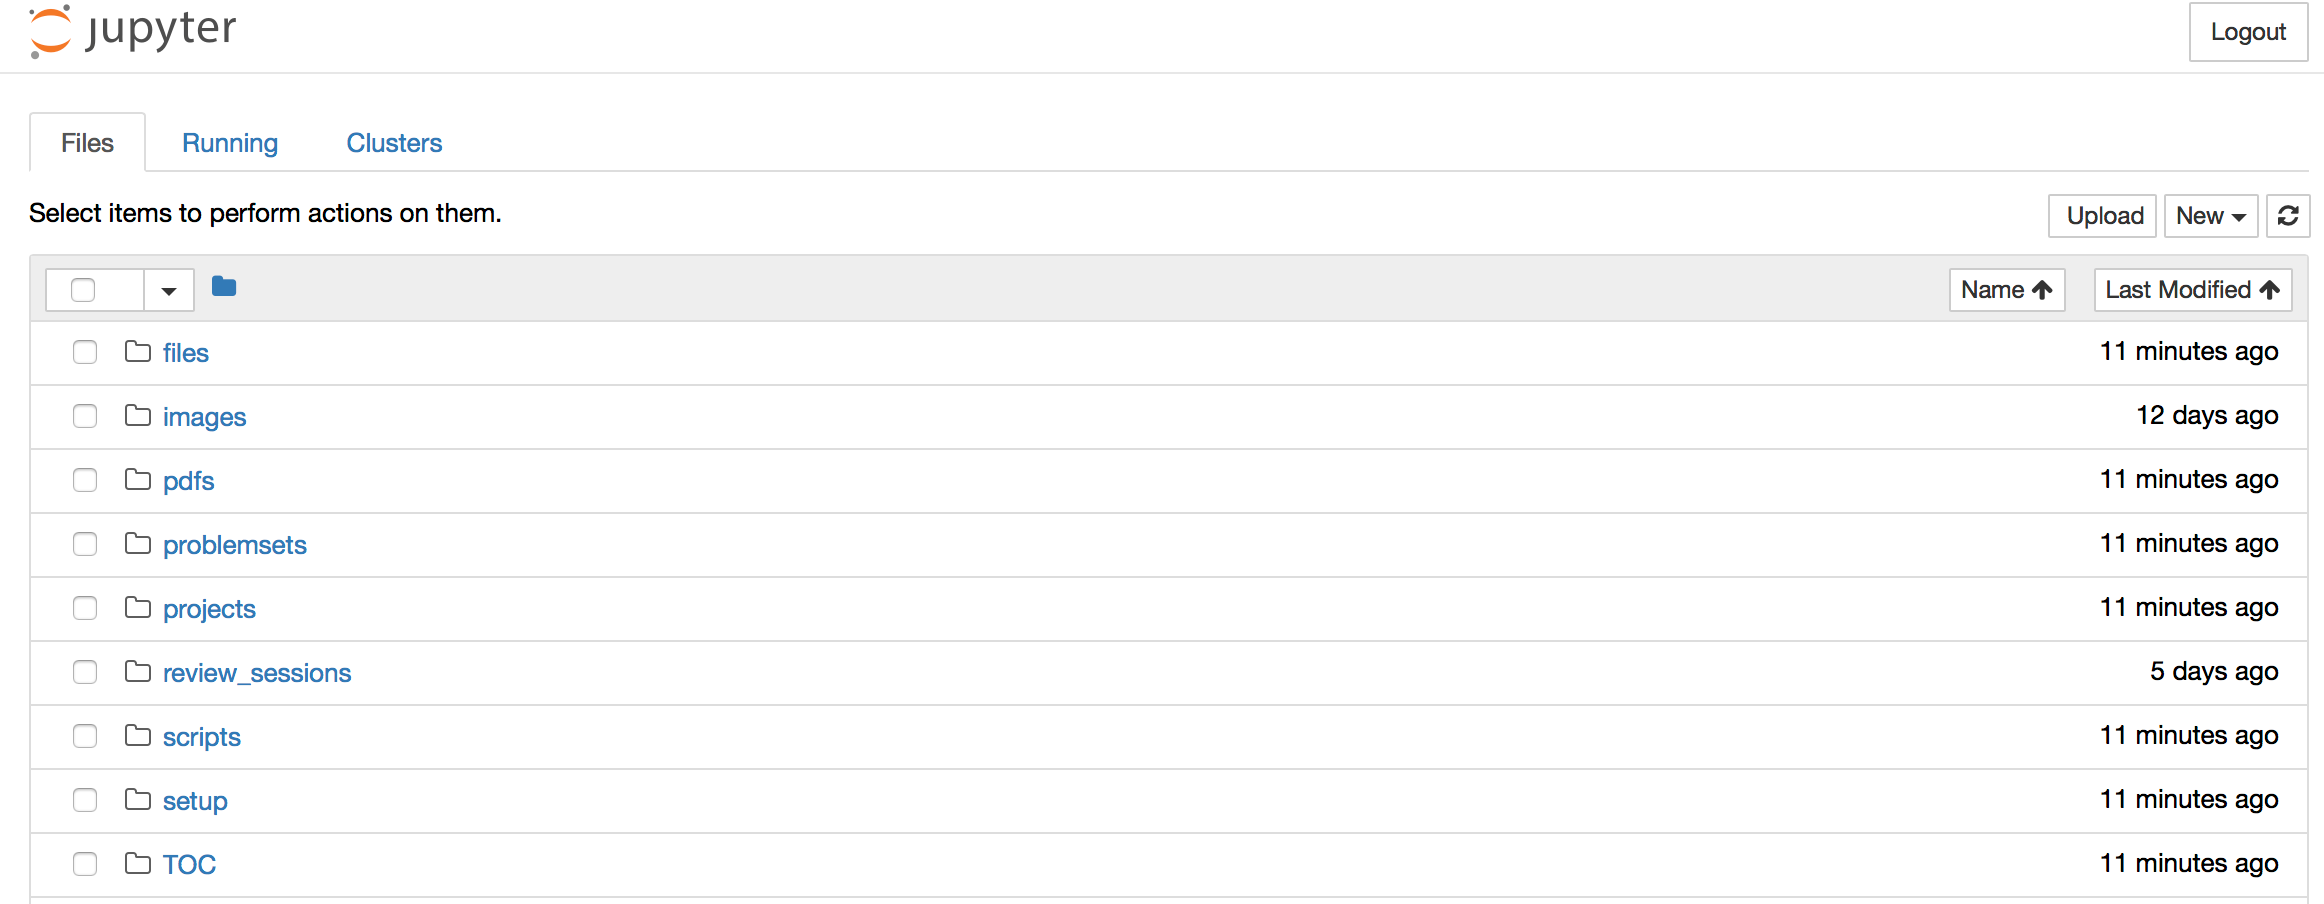 jupyter
Logout
Files Running Clusters
Select items to perform actions on them.
Upload New
Name Last Modified
files 11 minutes ago
images 12 days ago
pdfs 11 minutes ago
problemsets 11 minutes ago
projects 11 minutes ago
review_sessions 5 days ago
scripts 11 minutes ago
setup 11 minutes ago
TOC 11 minutes ago